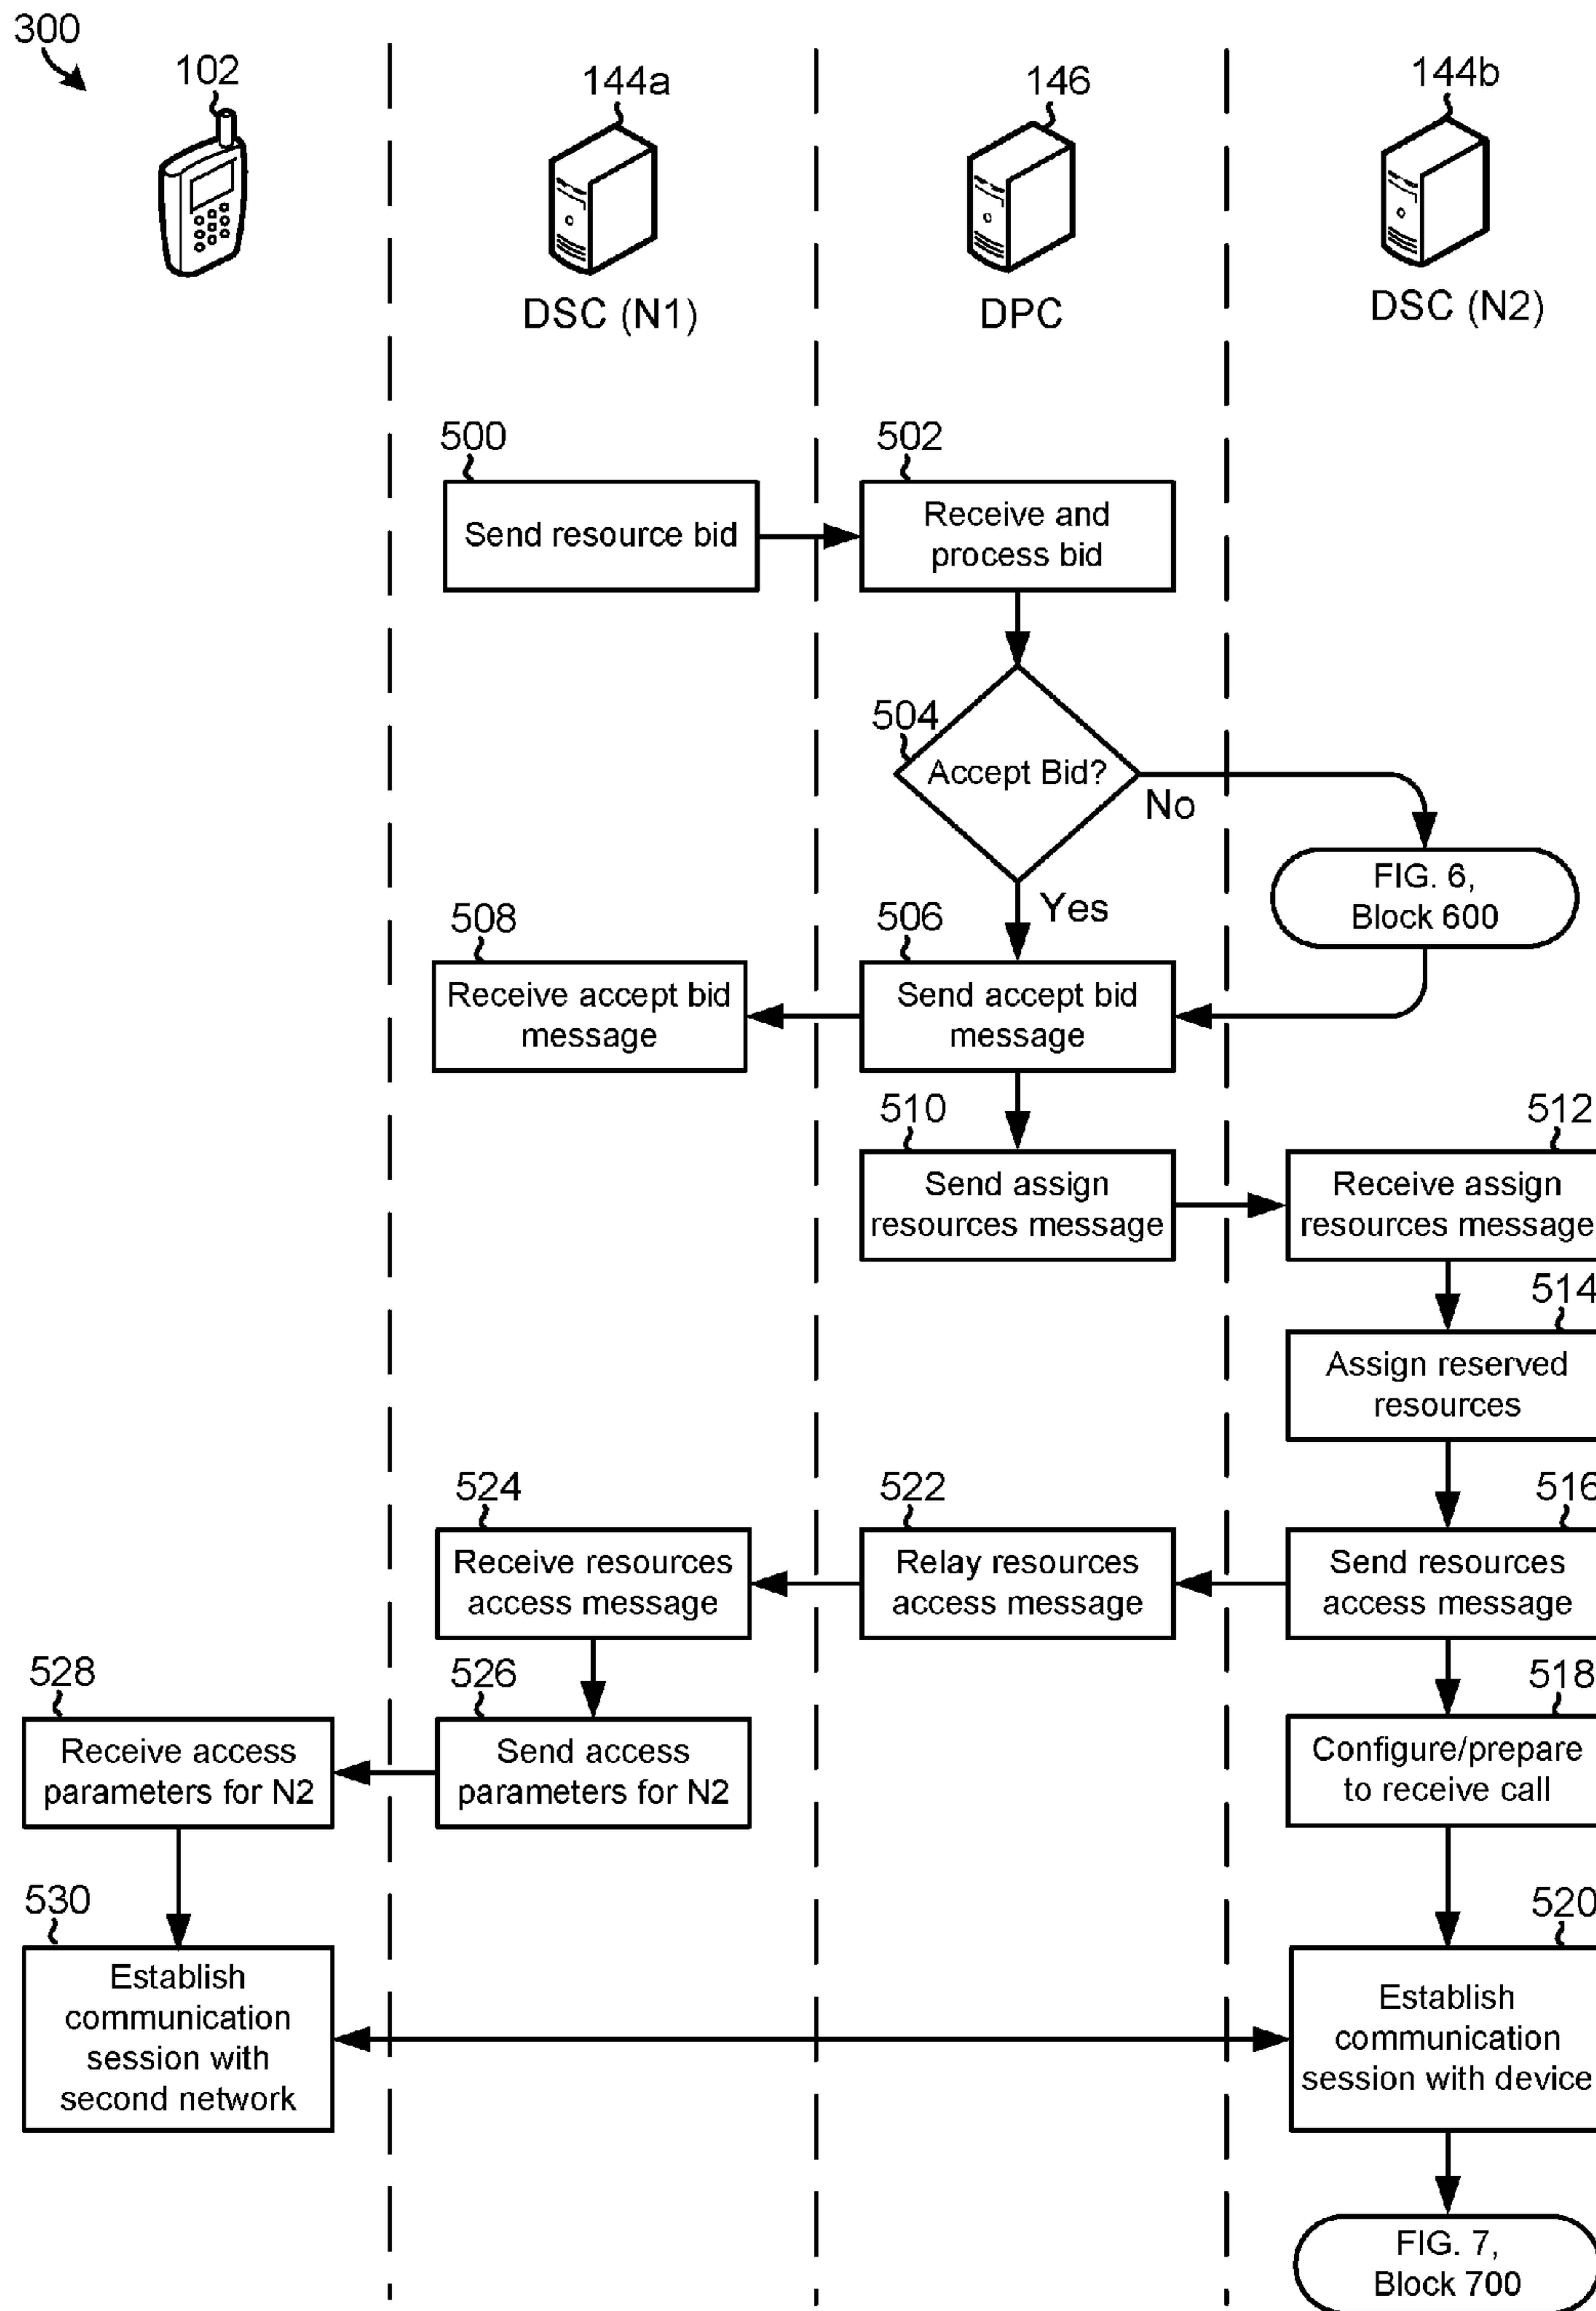 300
102
144a
146
144b
DSC (N1)
DPC
DSC (N2)
500
502
Send resource bid
Receive and
process bid
504
Accept Bid?
No
FIG. 6,
Block 600
Yes
508
506
Receive accept bid
message
Send accept bid
message
510
512
Send assign
resources message
Receive assign
resources message
514
Assign reserved
resources
524
522
516
Receive resources
access message
Relay resources
access message
Send resources
access message
528
526
518
Receive access
parameters for N2
Send access
parameters for N2
Configure/prepare
to receive call
530
520
Establish
communication
session with
second network
Establish
communication
session with device
FIG. 7,
Block 700